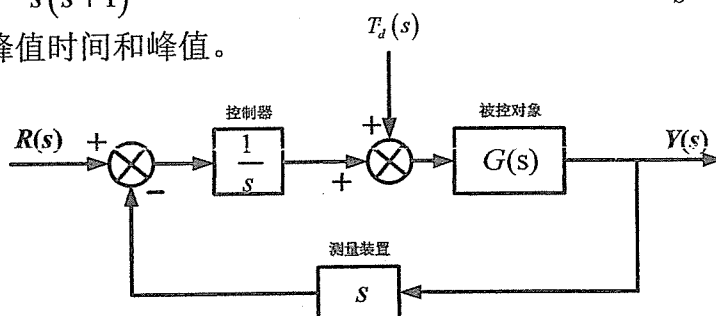 s(s+1)
峰值时间和峰值。
T_d(s)
控制器
被控对象
R(s)
+
+
1/s
G(s)
Y(s)
+
−
测量装置
s